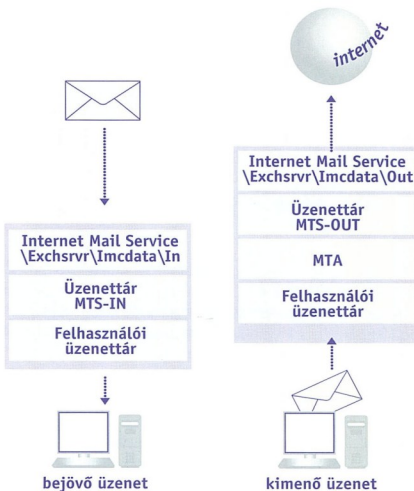 Internet Mail Service
\Exchsrvr\Imcdata\In
Üzenettár
MTS-IN
Felhasználói
üzenettár
bejövő üzenet
internet
Internet Mail Service
\Exchsrvr\Imcdata\Out
Üzenettár
MTS-OUT
MTA
Felhasználói
üzenettár
kimenő üzenet